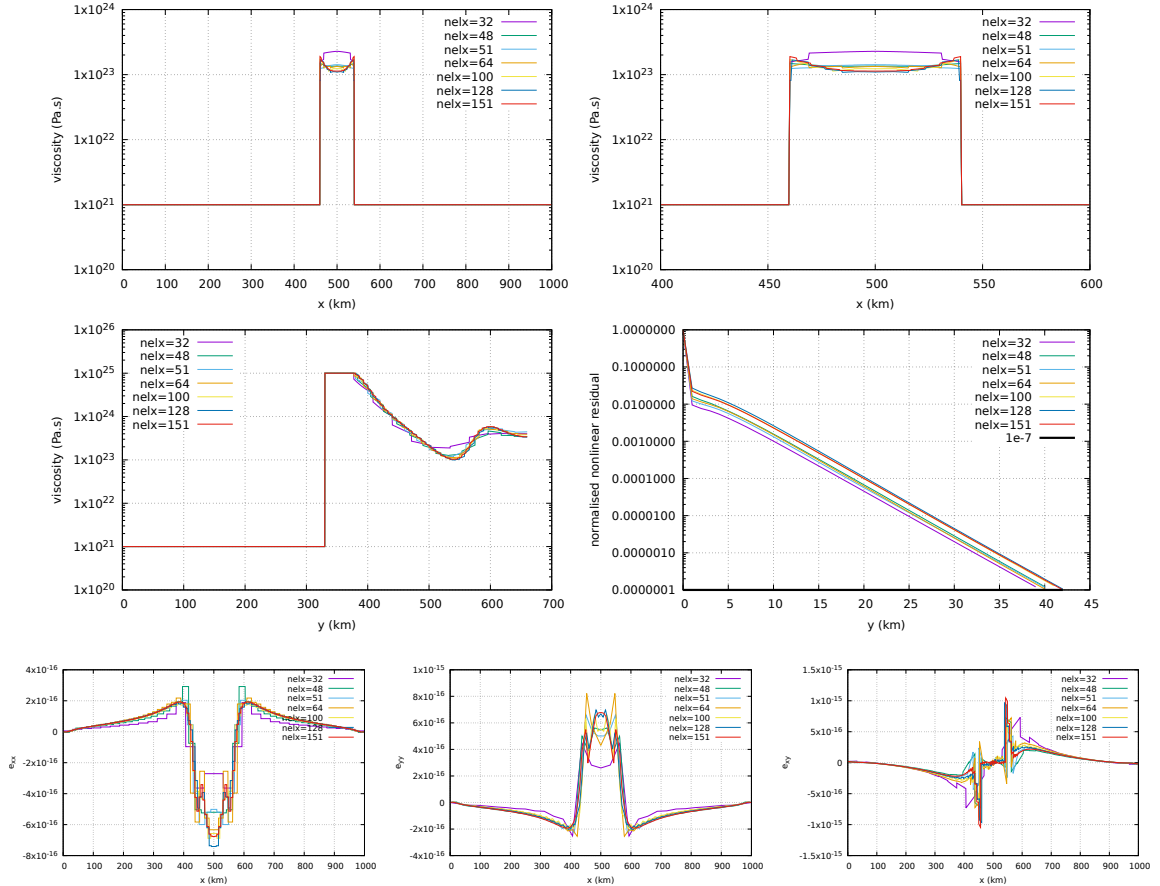 1x10^24
1x10^23
1x10^22
1x10^21
1x10^20
viscosity (Pa.s)
nelx=32
nelx=48
nelx=51
nelx=64
nelx=100
nelx=128
nelx=151
0 100 200 300 400 500 600 700 800 900 1000
x (km)
1x10^24
1x10^23
1x10^22
1x10^21
1x10^20
viscosity (Pa.s)
nelx=32
nelx=48
nelx=51
nelx=64
nelx=100
nelx=128
nelx=151
400 450 500 550 600
x (km)
1x10^26
1x10^25
1x10^24
1x10^23
1x10^22
1x10^21
1x10^20
viscosity (Pa.s)
nelx=32
nelx=48
nelx=51
nelx=64
nelx=100
nelx=128
nelx=151
0 100 200 300 400 500 600 700
y (km)
1.0000000
0.1000000
0.0100000
0.0010000
0.0001000
0.0000100
0.0000010
0.0000001
normalised nonlinear residual
nelx=32
nelx=48
nelx=51
nelx=64
nelx=100
nelx=128
nelx=151
1e-7
0 5 10 15 20 25 30 35 40 45
y (km)
4x10^-16
2x10^-16
0
-2x10^-16
-4x10^-16
-6x10^-16
-8x10^-16
e_xx
nelx=32
nelx=48
nelx=51
nelx=64
nelx=100
nelx=128
nelx=151
0 100 200 300 400 500 600 700 800 900 1000
x (km)
1x10^-15
8x10^-16
6x10^-16
4x10^-16
2x10^-16
0
-2x10^-16
-4x10^-16
e_yy
nelx=32
nelx=48
nelx=51
nelx=64
nelx=100
nelx=128
nelx=151
0 100 200 300 400 500 600 700 800 900 1000
x (km)
1.5x10^-15
1x10^-15
5x10^-16
0
-5x10^-16
-1x10^-15
-1.5x10^-15
e_xy
nelx=32
nelx=48
nelx=51
nelx=64
nelx=100
nelx=128
nelx=151
0 100 200 300 400 500 600 700 800 900 1000
x (km)